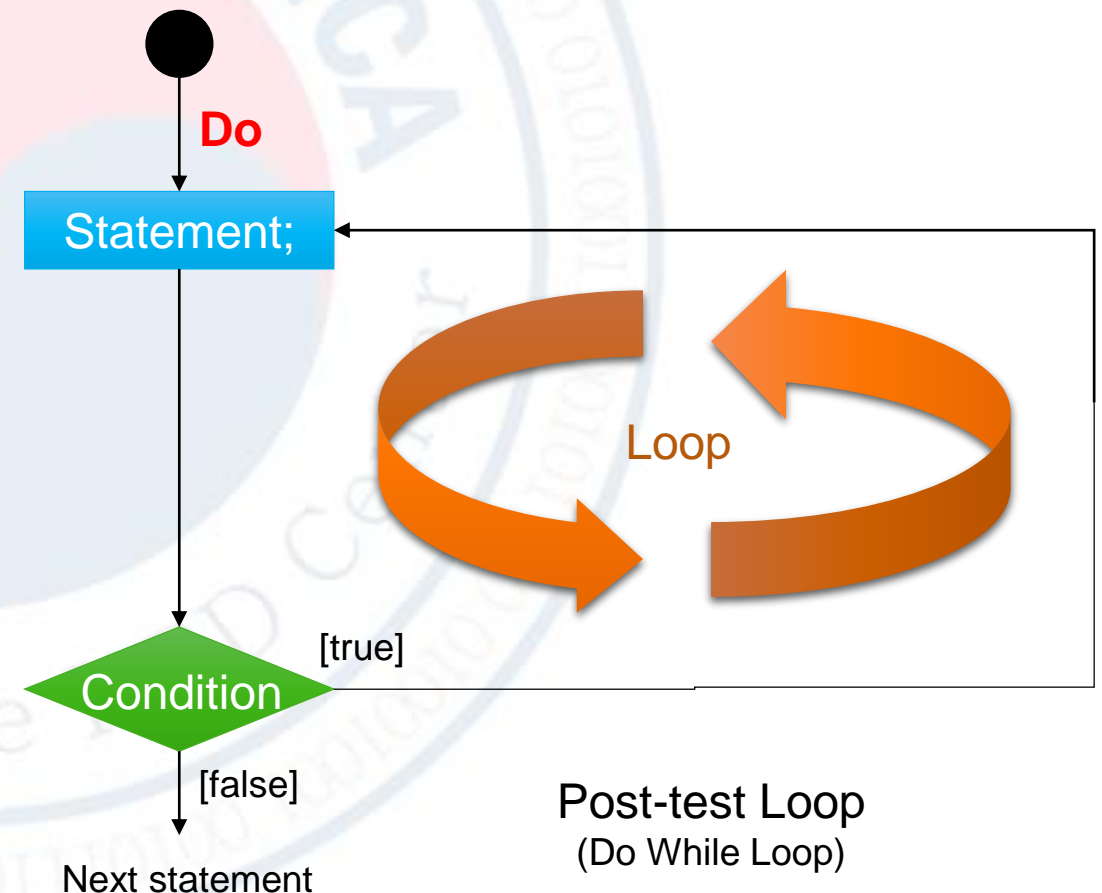 Do
Statement;
Loop
[true]
Condition
[false]
Post-test Loop
(Do While Loop)
Next statement